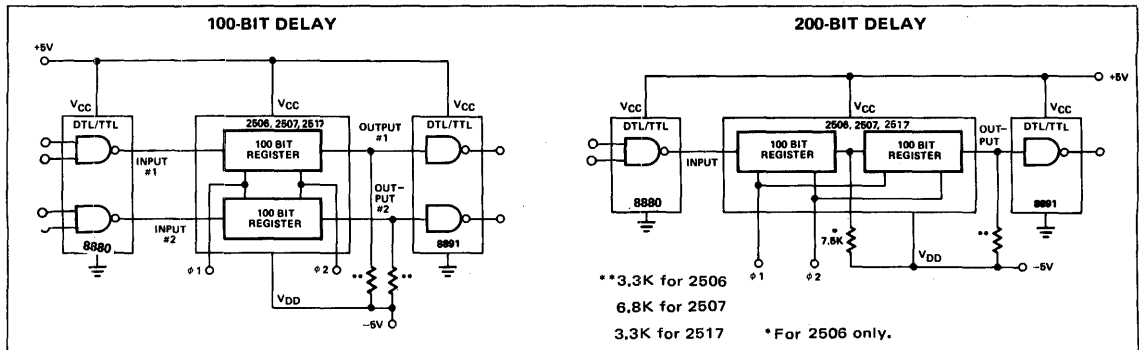 100-BIT DELAY
+5V
VCC
VCC
VCC
DTL/TTL
2506, 2507, 2517
DTL/TTL
100 BIT
REGISTER
OUTPUT
#1
INPUT
#1
OUT-
PUT
#2
100 BIT
REGISTER
INPUT
#2
8880
8891
φ1
φ2
**
**
VDD
-5V
200-BIT DELAY
+5V
VCC
VCC
VCC
DTL/TTL
2506, 2507, 2517
OUT-
PUT
DTL/TTL
INPUT
100 BIT
REGISTER
100 BIT
REGISTER
8880
8891
*
7.5K
**
φ1
φ2
VDD
-5V
**3.3K for 2506
6.8K for 2507
3.3K for 2517 *For 2506 only.